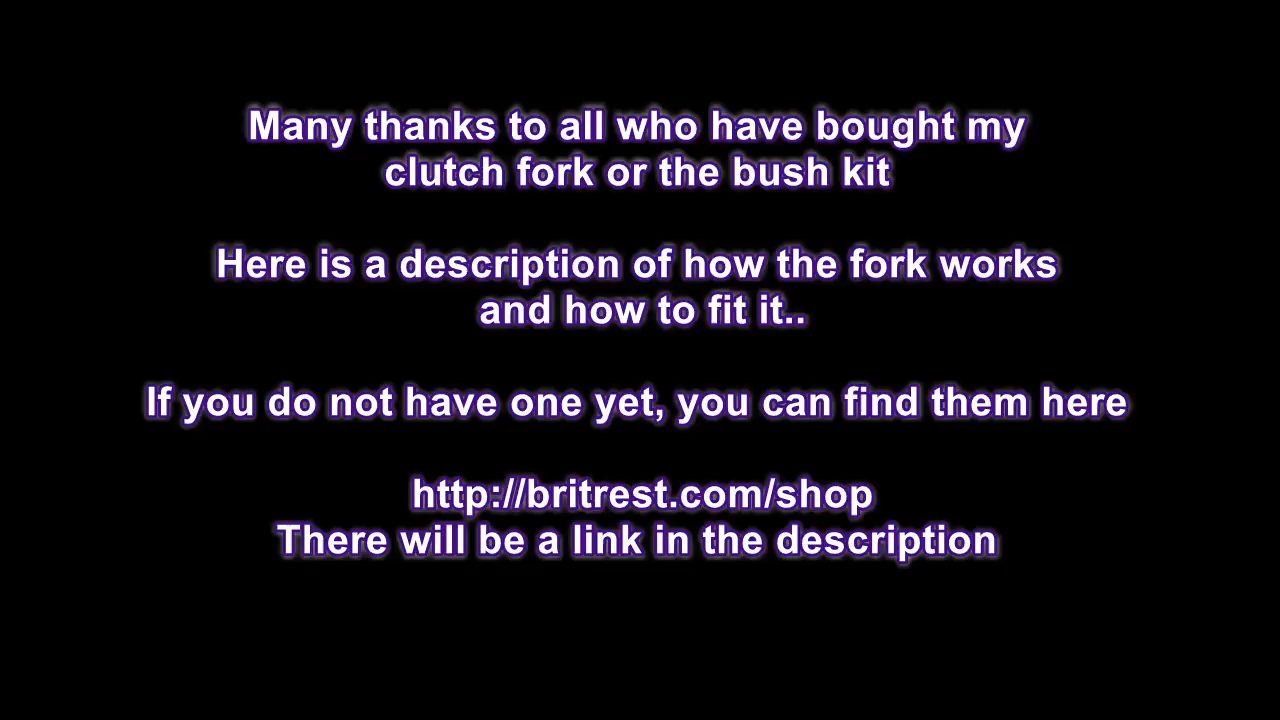 Many thanks to all who have bought my
clutch fork or the bush kit
Here is a description of how the fork works
and how to fit it..
If you do not have one yet, you can find them here
http://britrest.com/shop
There will be a link in the description